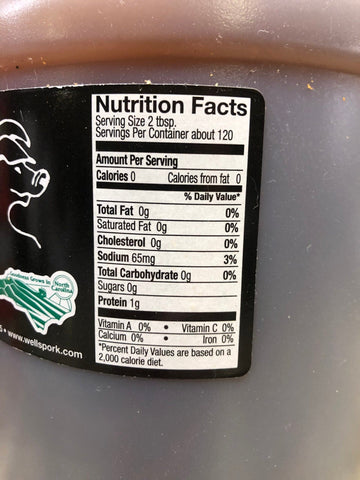 Nutrition Facts
Serving Size 2 tbsp.
Servings Per Container about 120
Amount Per Serving
Calories 0 Calories from fat 0
% Daily Value*
Total Fat 0g 0%
Saturated Fat 0g 0%
Cholesterol 0g 0%
Sodium 65mg 3%
Total Carbohydrate 0g 0%
Sugars 0g
Protein 1g
Vitamin A 0% • Vitamin C 0%
Calcium 0% • Iron 0%
*Percent Daily Values are based on a
2,000 calorie diet.
Goodness Grows in North Carolina
• www.wellspork.com